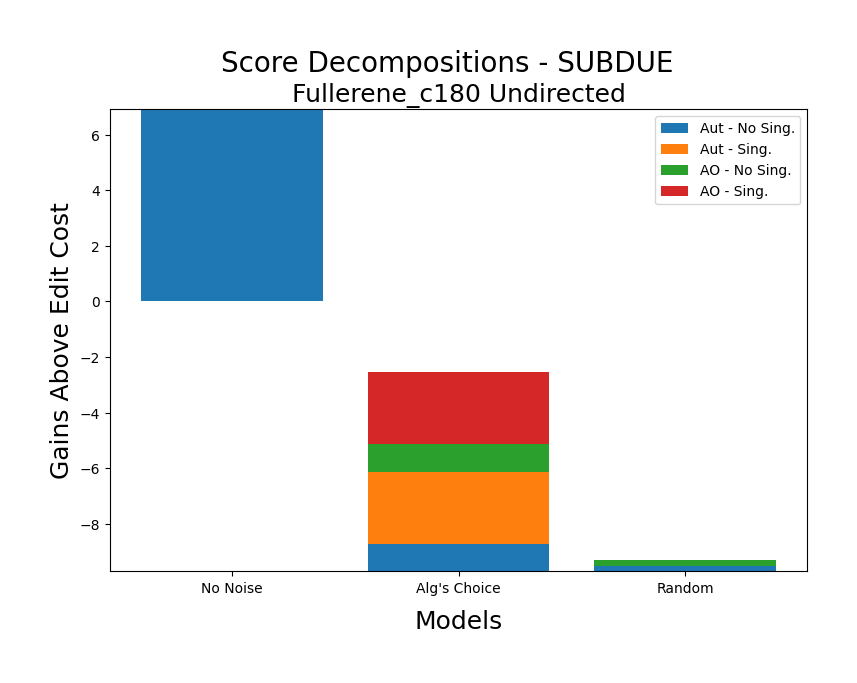 Score Decompositions - SUBDUE
Fullerene_c180 Undirected
Gains Above Edit Cost
6
4
2
0
−2
−4
−6
−8
Aut - No Sing.
Aut - Sing.
AO - No Sing.
AO - Sing.
No Noise
Alg's Choice
Random
Models